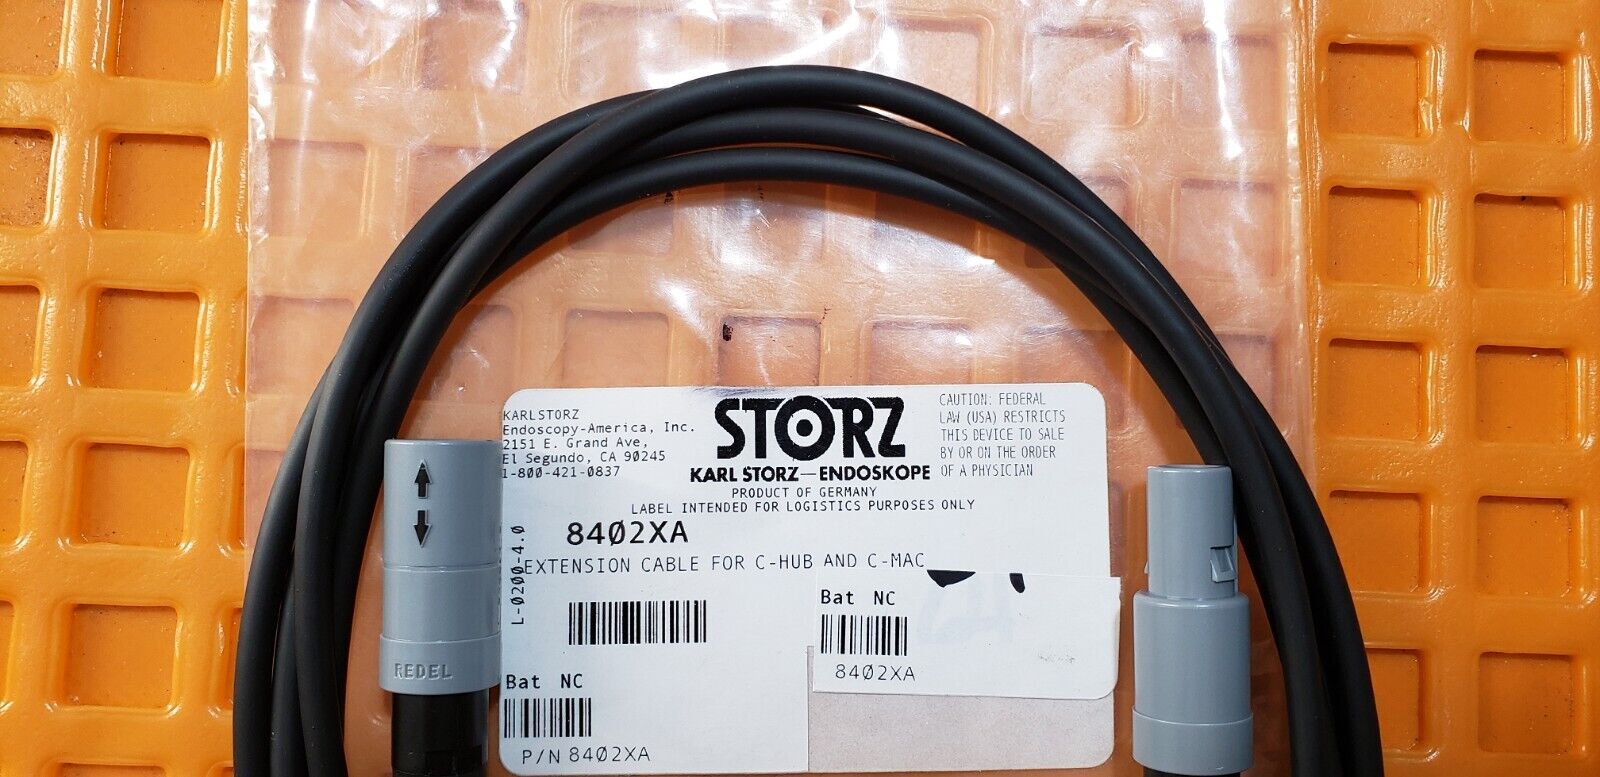 KARL STORZ
Endoscopy-America, Inc.
2151 E. Grand Ave,
El Segundo, CA 90245
1-800-421-0837
STORZ
KARL STORZ—ENDOSKOPE
CAUTION: FEDERAL
LAW (USA) RESTRICTS
THIS DEVICE TO SALE
BY OR ON THE ORDER
OF A PHYSICIAN
PRODUCT OF GERMANY
LABEL INTENDED FOR LOGISTICS PURPOSES ONLY
8402XA
EXTENSION CABLE FOR C-HUB AND C-MAC
L-0200-4.0
Bat NC
8402XA
Bat NC
P/N 8402XA
REDEL